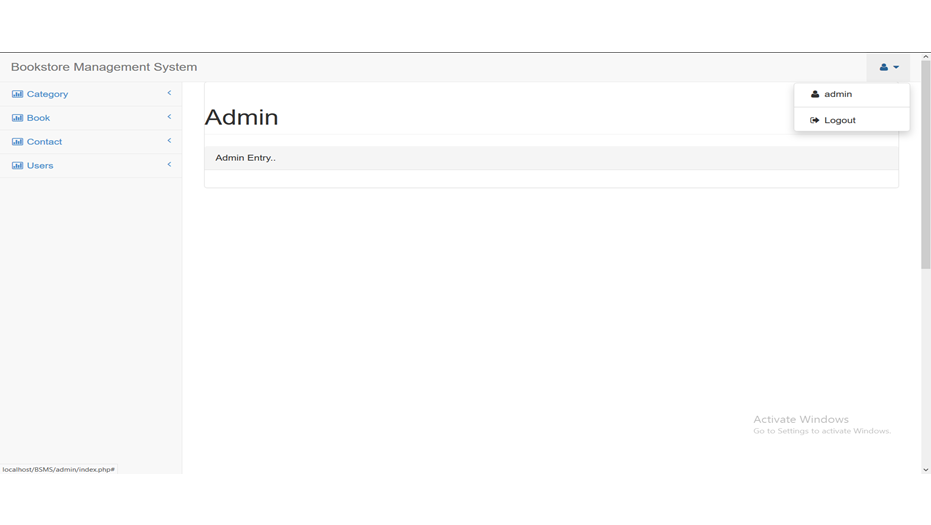 Bookstore Management System
Category
Book
Contact
Users
Admin
Admin Entry..
admin
Logout
Activate Windows
Go to Settings to activate Windows.
localhost/BSMS/admin/index.php#